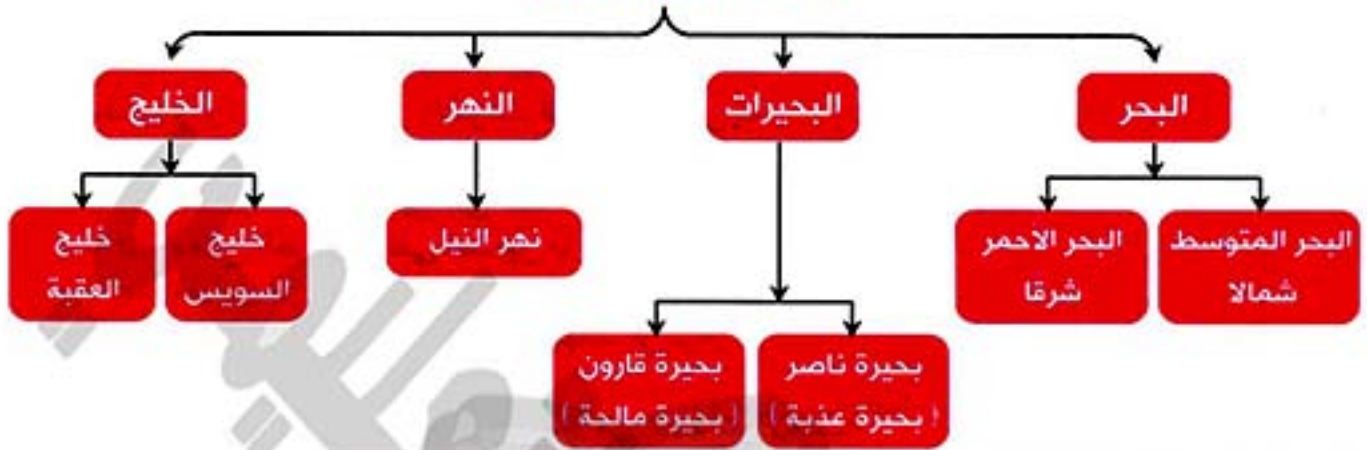 البحر
البحيرات
النهر
الخليج
البحر المتوسط
شمالا
البحر الاحمر
شرقا
بحيرة ناصر
( بحيرة عذبة )
بحيرة قارون
( بحيرة مالحة )
نهر النيل
خليج
السويس
خليج
العقبة